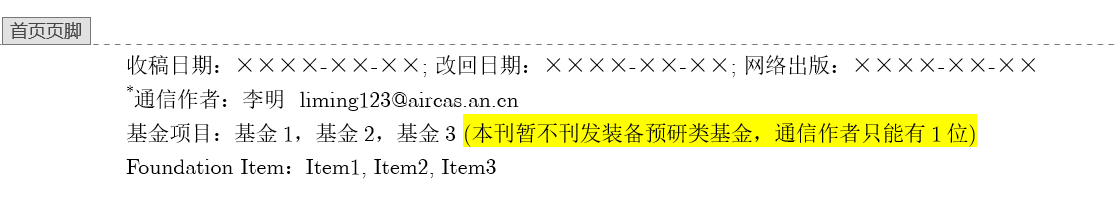 首页页脚
收稿日期：××××-××-××; 改回日期：××××-××-××; 网络出版：××××-××-××
*通信作者：李明 liming123@aircas.an.cn
基金项目：基金 1，基金 2，基金 3 (本刊暂不刊发装备预研类基金，通信作者只能有 1 位)
Foundation Item：Item1, Item2, Item3